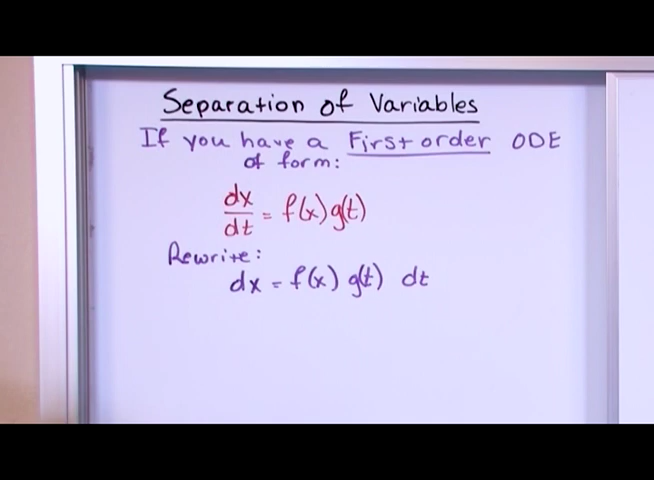 Separation of Variables
If you have a First order ODE
of form:
dx/dt = f(x) g(t)
Rewrite:
dx = f(x) g(t) dt